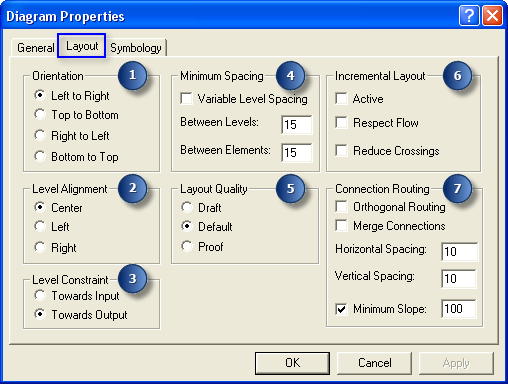 Diagram Properties
General
Layout
Symbology
Orientation
1
Left to Right
Top to Bottom
Right to Left
Bottom to Top
Minimum Spacing
4
Variable Level Spacing
Between Levels: 15
Between Elements: 15
Incremental Layout
6
Active
Respect Flow
Reduce Crossings
Level Alignment
2
Center
Left
Right
Layout Quality
5
Draft
Default
Proof
Connection Routing
7
Orthogonal Routing
Merge Connections
Horizontal Spacing: 10
Vertical Spacing: 10
Minimum Slope: 100
Level Constraint
3
Towards Input
Towards Output
OK
Cancel
Apply